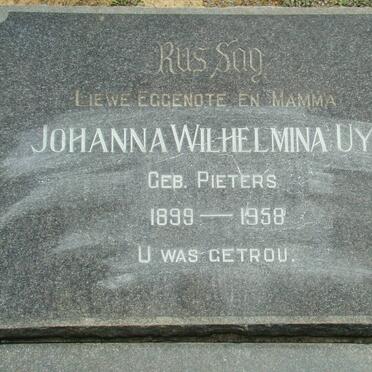 Rus Sag
LIEWE EGGENOTE EN MAMMA
JOHANNA WILHELMINA UY
GEB. PIETERS
1899 — 1958
U WAS GETROU.